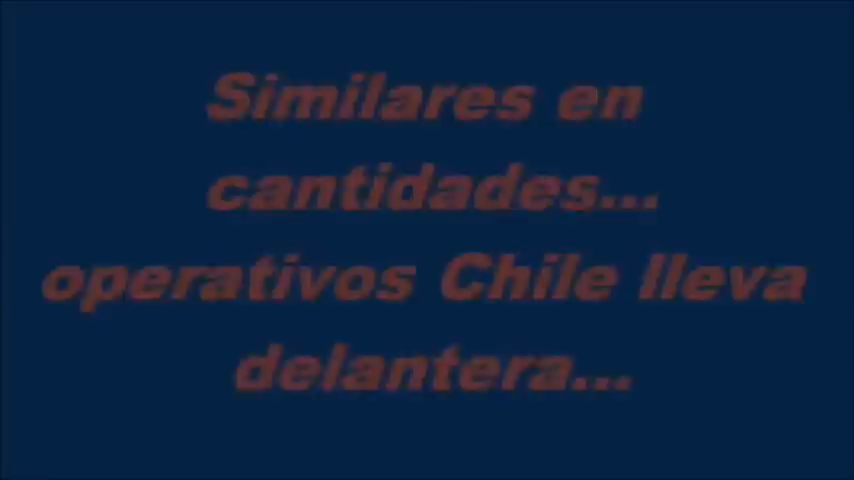 Similares en
cantidades...
operativos Chile lleva
delantera...